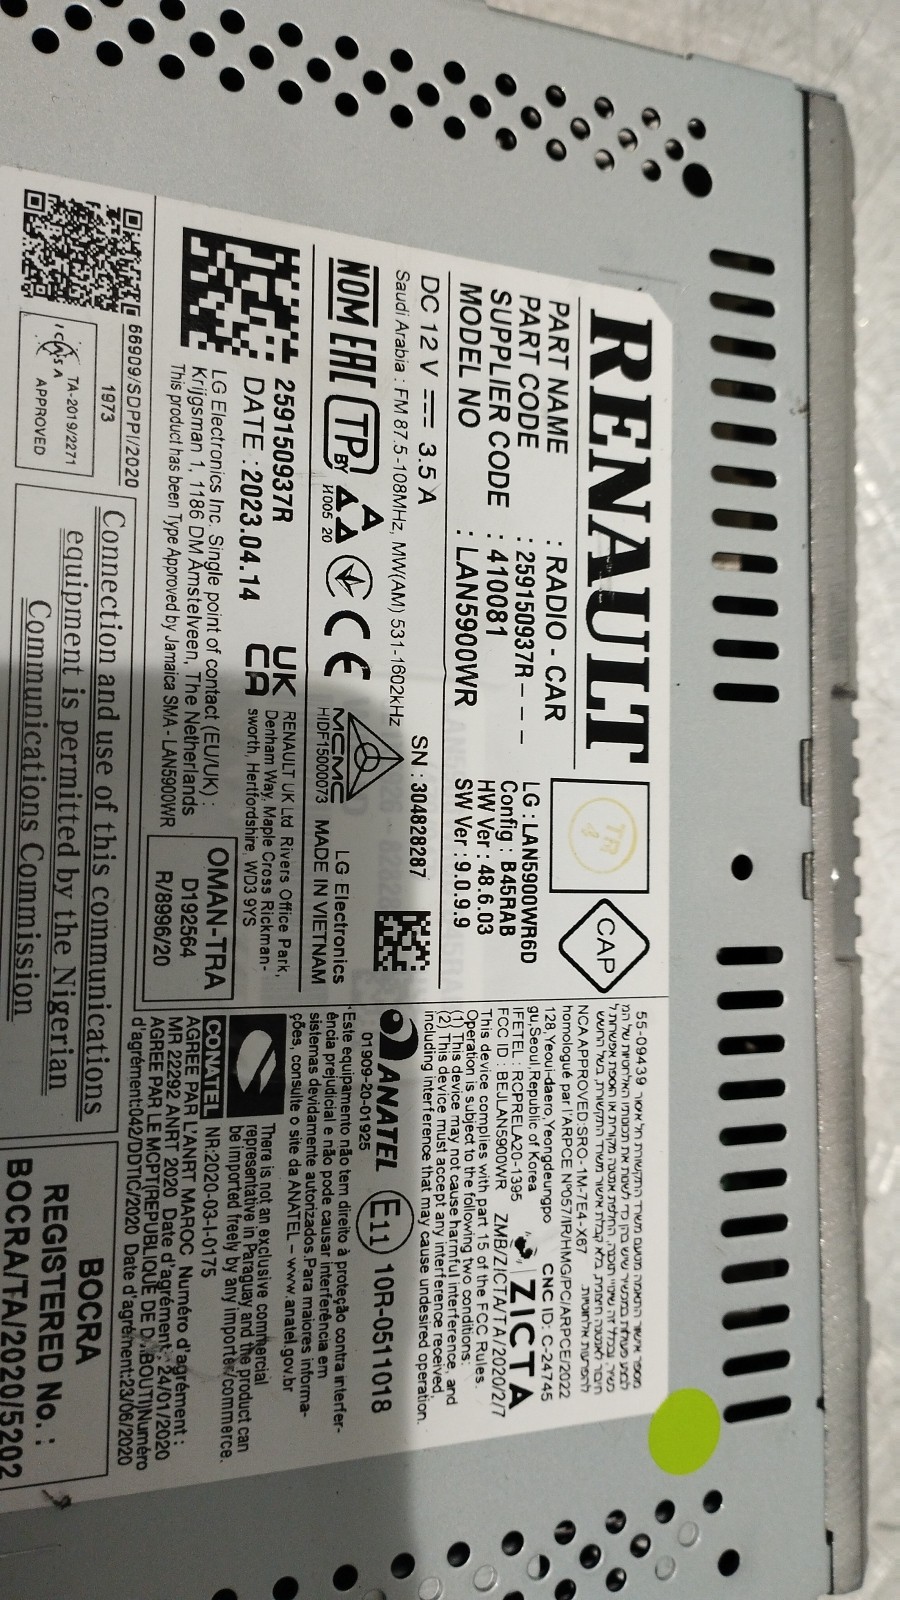 RENAULT
PART NAME : RADIO - CAR
PART CODE : 259150937R - - -
SUPPLIER CODE : 410081
MODEL NO : LAN5900WR
TR
CAP
LG : LAN5900WR6D
Config : B45RAB
HW Ver : 48.6.03
SW Ver : 9.0.9.9
DC 12 V 3.5 A
SN : 304828287
Saudi Arabia : FM 87.5-108MHz, MW(AM) 531-1602kHz
NOM EAC TP BY CE
H005 20
MCMC
HIDF15000073
LG Electronics
MADE IN VIETNAM
259150937R
DATE : 2023.04.14
UK
CA
RENAULT UK Ltd Rivers Office Park,
Denham Way, Maple Cross Rickman-
sworth, Hertfordshire, WD3 9YS
LG Electronics Inc. Single point of contact (EU/UK) :
Krijgsman 1, 1186 DM Amstelveen, The Netherlands
This product has been Type Approved by Jamaica SMA - LAN5900WR
OMAN-TRA
D192564
R/8996/20
66909/SDPPI/2020
1973
ICASA
TA-2019/2271
APPROVED
Connection and use of this communications
equipment is permitted by the Nigerian
Communications Commission
55-09439
NCA APPROVED:SRO-1M-7E4-X67
homologué par l'ARPCE N°057/IRE/HMG/PC/ARPCE/2022
128,Yeoui-daero,Yeongdeungpo
CNC ID: C-24745
gu,Seoul,Republic of Korea
IFETEL : RCPRELA20-1395
ZICTA
FCC ID : BEJLAN5900WR
ZMB/ZICTA/TA/2020/2/7
This device complies with part 15 of the FCC Rules.
Operation is subject to the following two conditions:
(1) This device may not cause harmful interference, and
(2) This device must accept any interference received,
including interference that may cause undesired operation.
ANATEL
01909-20-01925
E11
10R-0511018
"Este equipamento não tem direito à proteção contra interfer-
ência prejudicial e não pode causar interferência em
sistemas devidamente autorizados.Para maiores informa-
ções, consulte o site da ANATEL – www.anatel.gov.br
CONATEL
NR:2020-03-I-0175
There is not an exclusive commercial
representative in Paraguay and the product can
be imported freely by any importer/commerce.
AGREE PAR L'ANRT MAROC Numéro d'agrément :
MR 22292 ANRT 2020 Date d'agrément : 24/01/2020
AGREE PAR LE MCPT(REPUBLIQUE DE DJIBOUTI)Numéro
d'agrément:042/DDTIC/2020 Date d'agrément:23/06/2020
BOCRA
REGISTERED No. :
BOCRA/TA/2020/5202